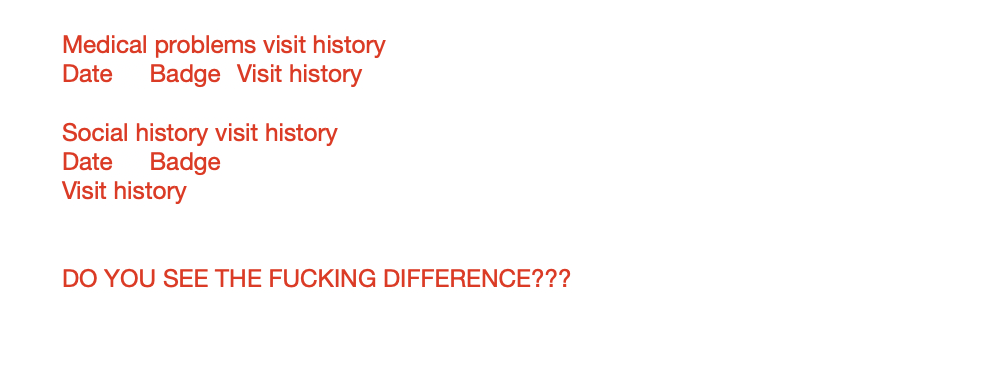 Medical problems visit history
Date Badge Visit history
Social history visit history
Date Badge
Visit history
DO YOU SEE THE FUCKING DIFFERENCE???